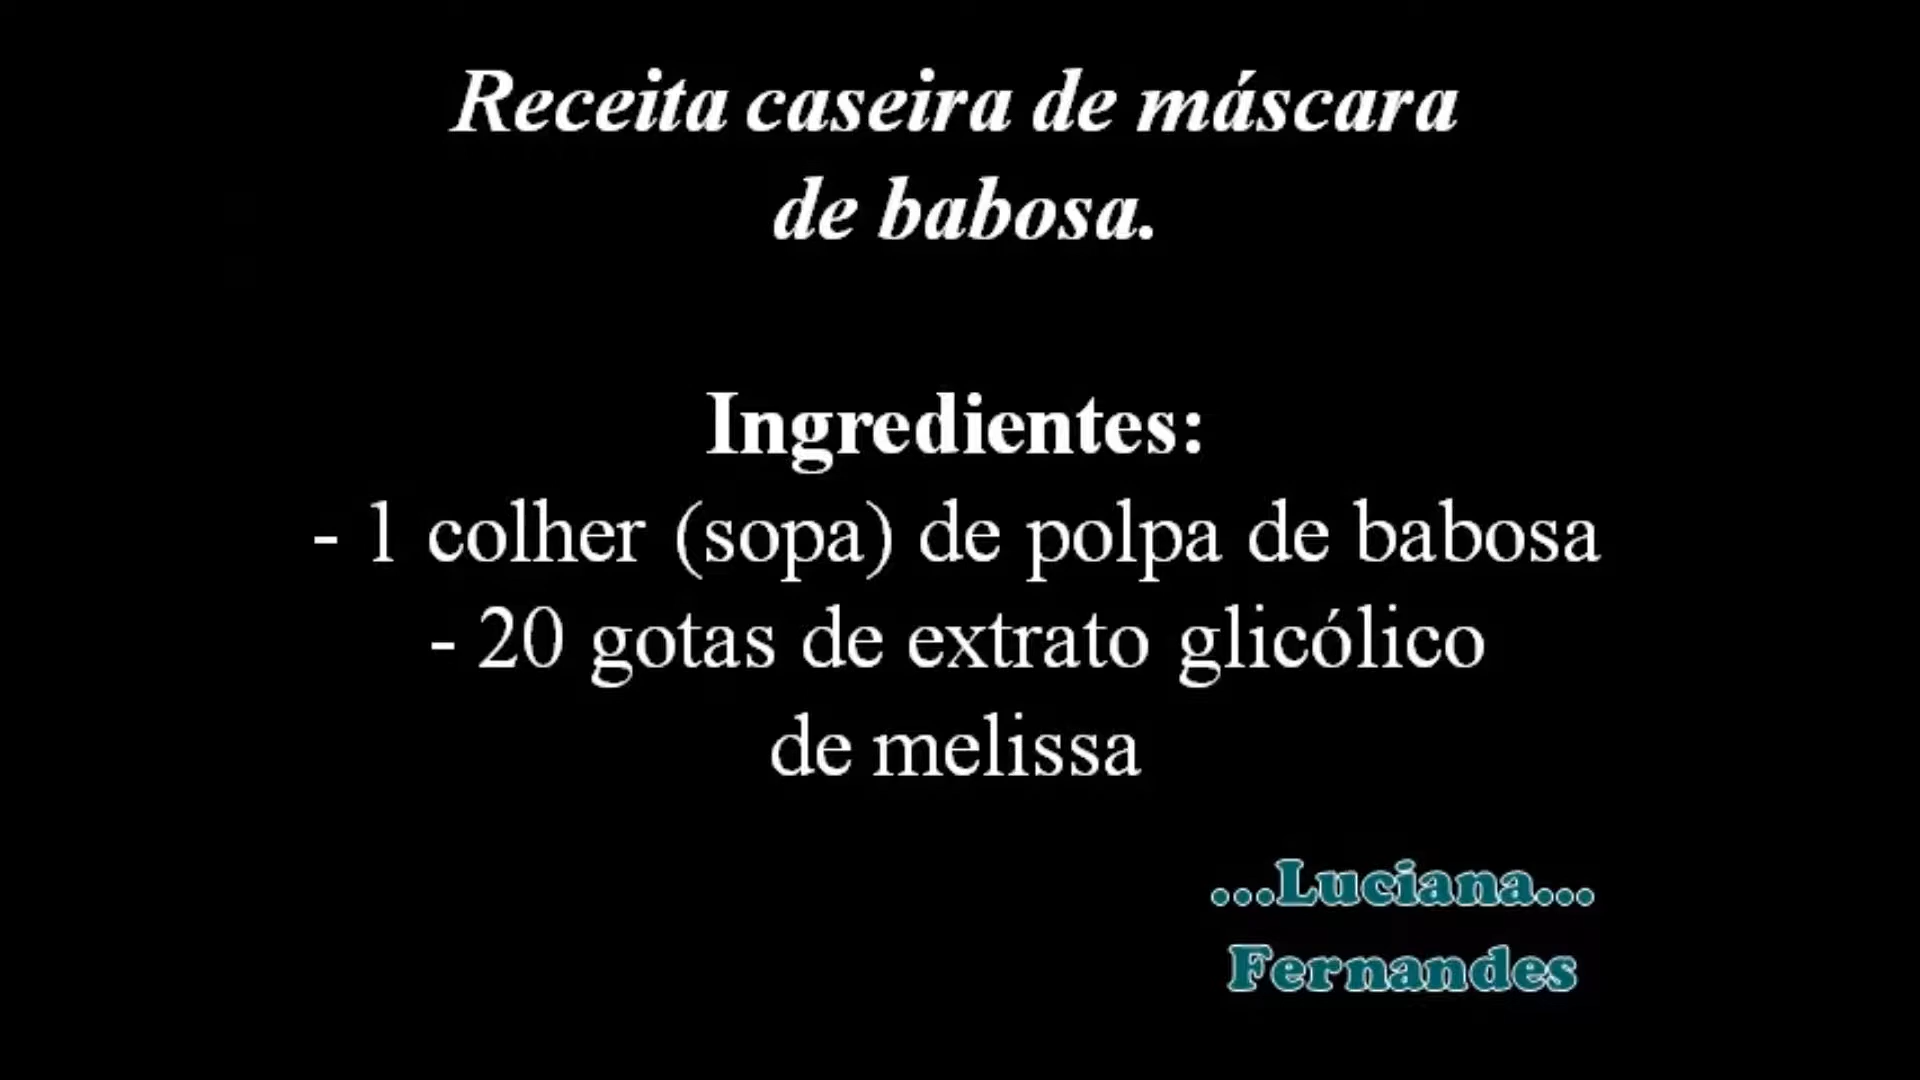 Receita caseira de máscara
de babosa.
Ingredientes:
- 1 colher (sopa) de polpa de babosa
- 20 gotas de extrato glicólico
de melissa
...Luciana...
Fernandes